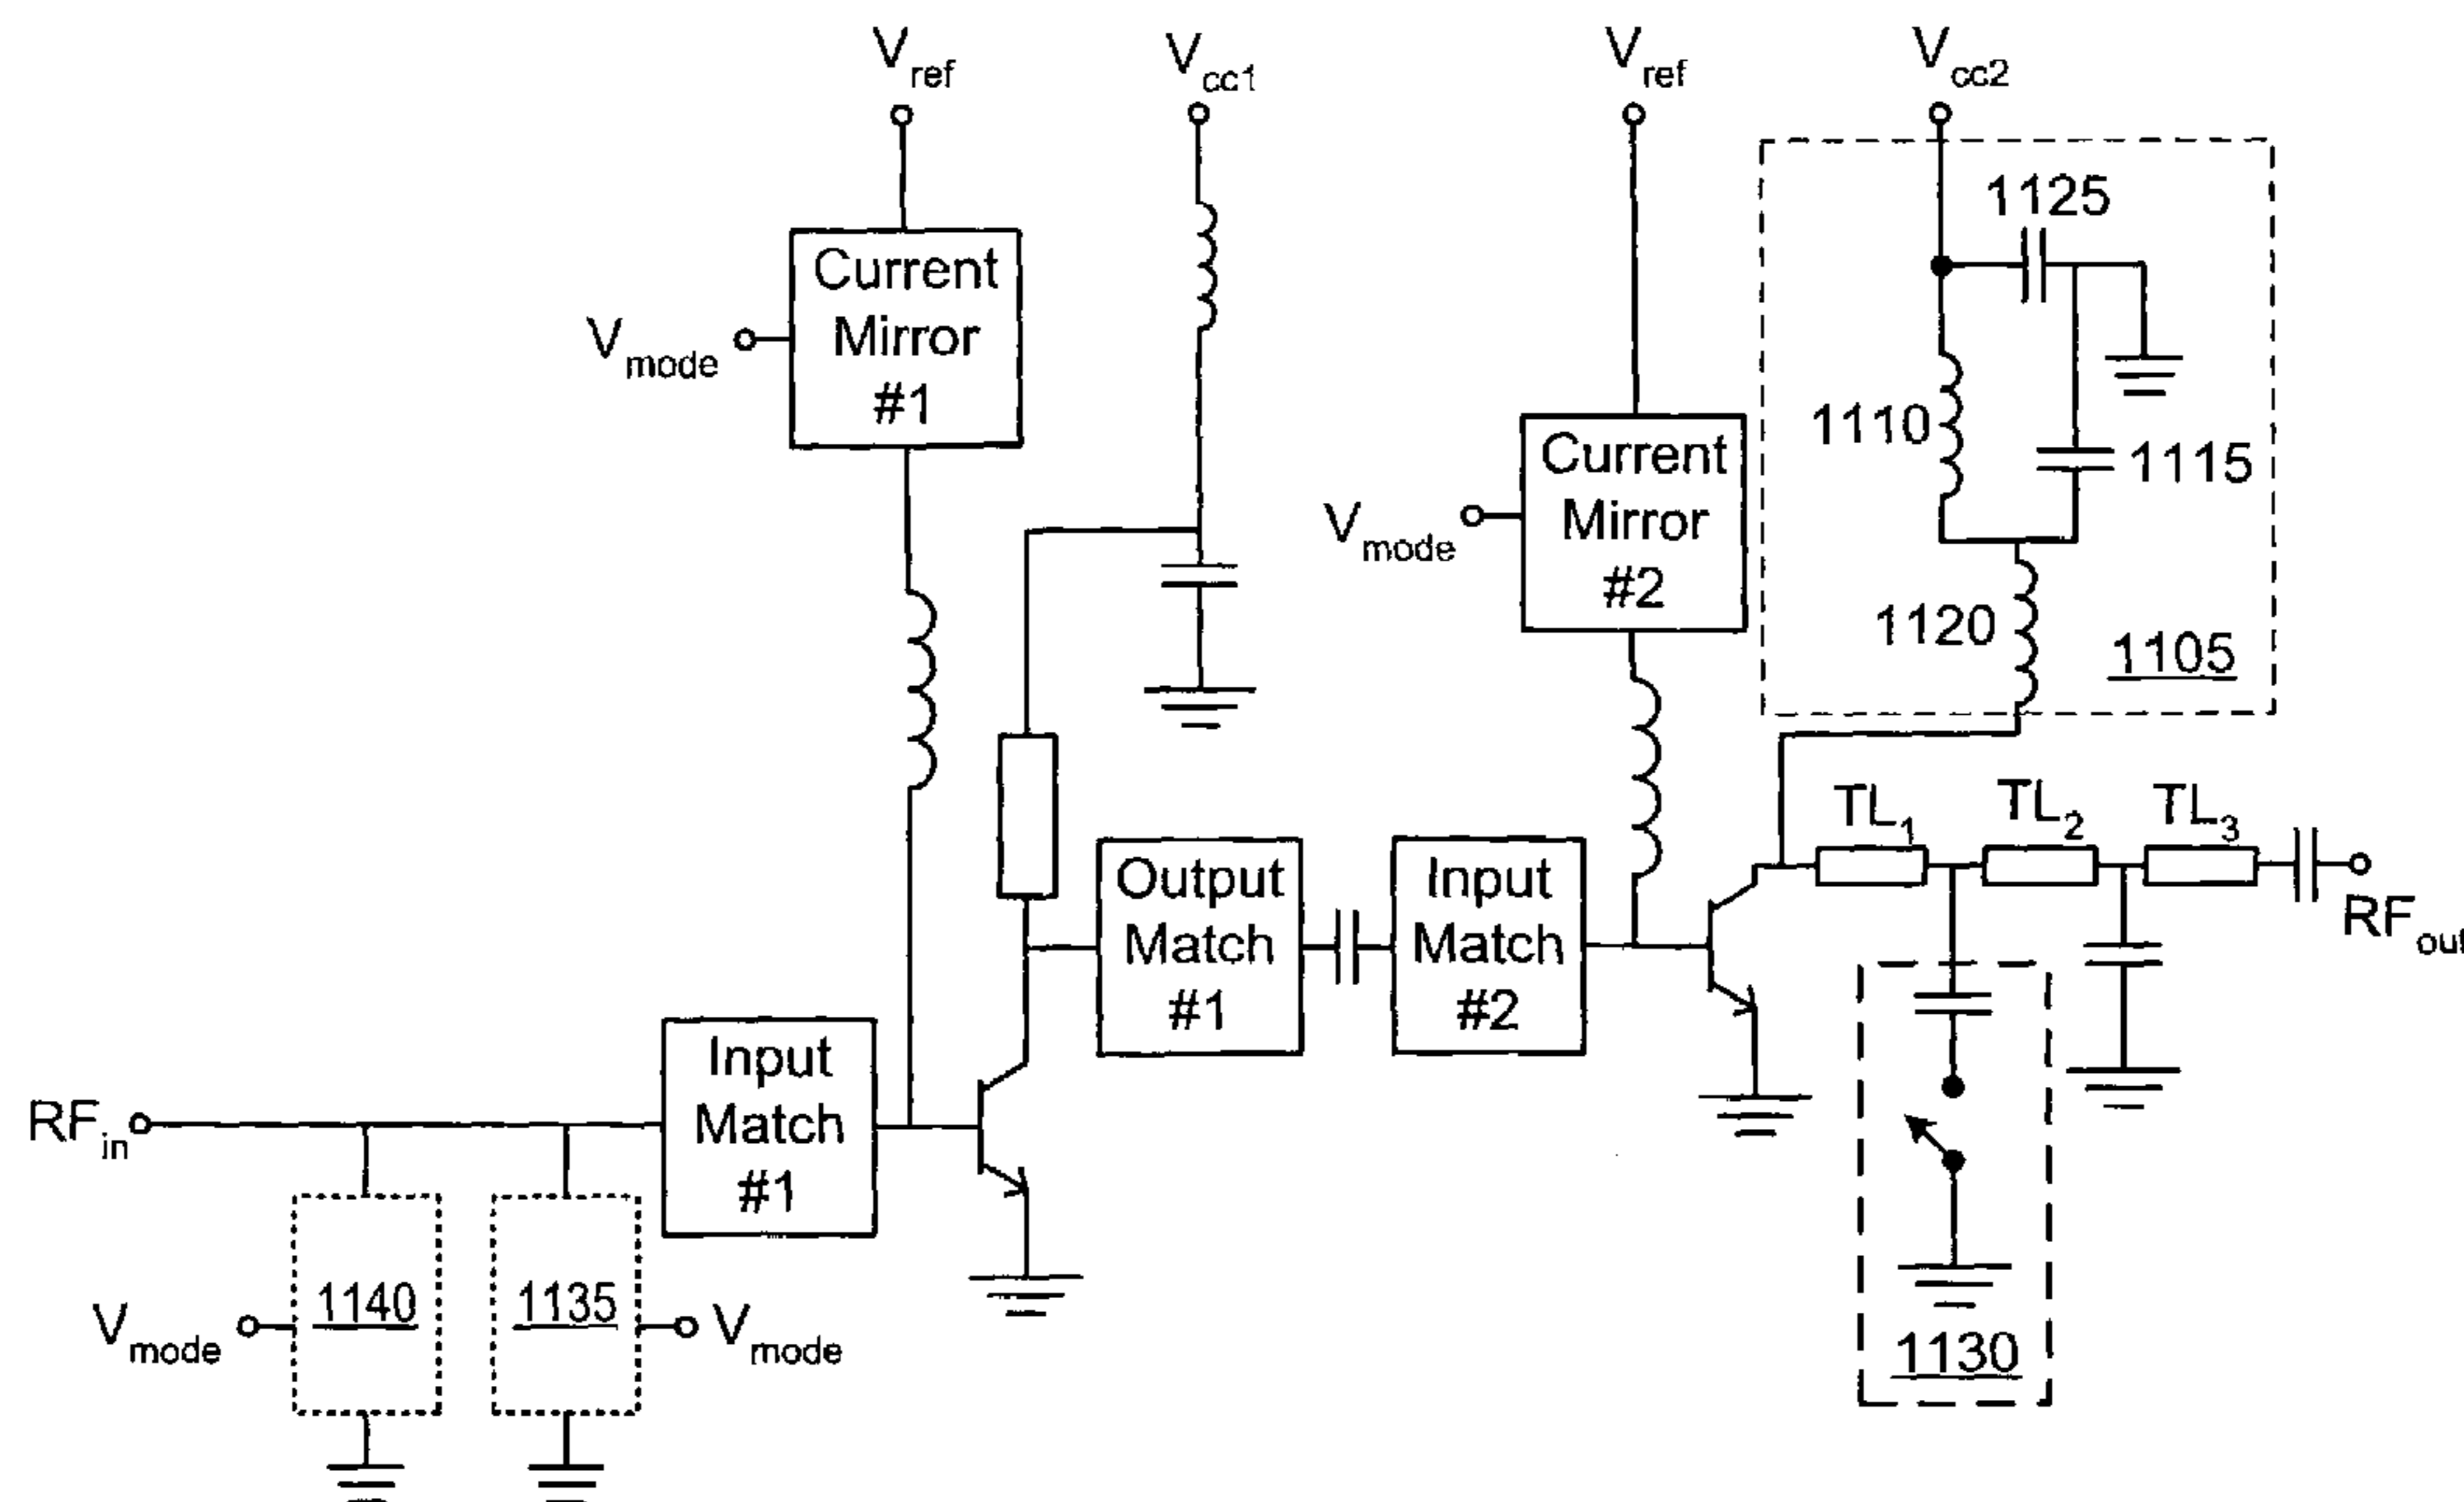 Vref
Vcc1
Vref
Vcc2
1125
Current
Mirror
#1
Vmode
1110
1115
Current
Mirror
#2
Vmode
1120
1105
TL1
TL2
TL3
Output
Match
#1
Input
Match
#2
RFout
Input
Match
#1
RFin
1140
1135
Vmode
Vmode
1130